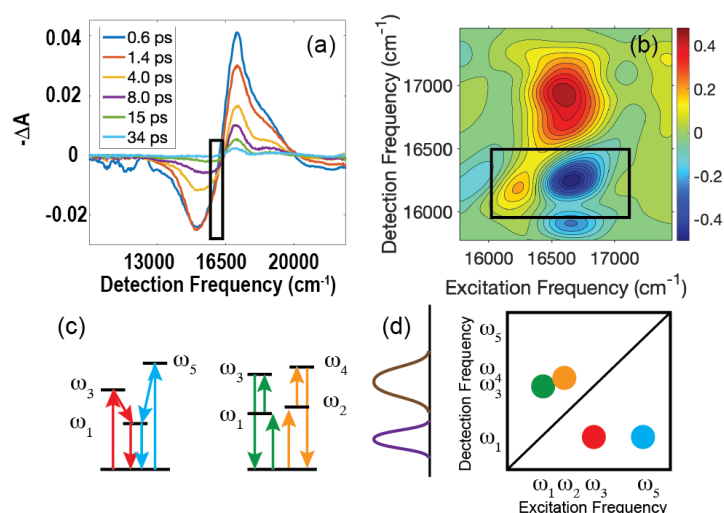 (a)
0.04
0.02
0
-0.02
-ΔA
0.6 ps
1.4 ps
4.0 ps
8.0 ps
15 ps
34 ps
13000 16500 20000
Detection Frequency (cm-1)
(b)
17000
16500
16000
Detection Frequency (cm-1)
16000 16500 17000
Excitation Frequency (cm-1)
0.4
0.2
0
-0.2
-0.4
(c)
ω5
ω3
ω1
ω3
ω4
ω1
ω2
(d)
ω5
ω4
ω3
ω1
Dectection Frequency
ω1 ω2 ω3 ω5
Excitation Frequency